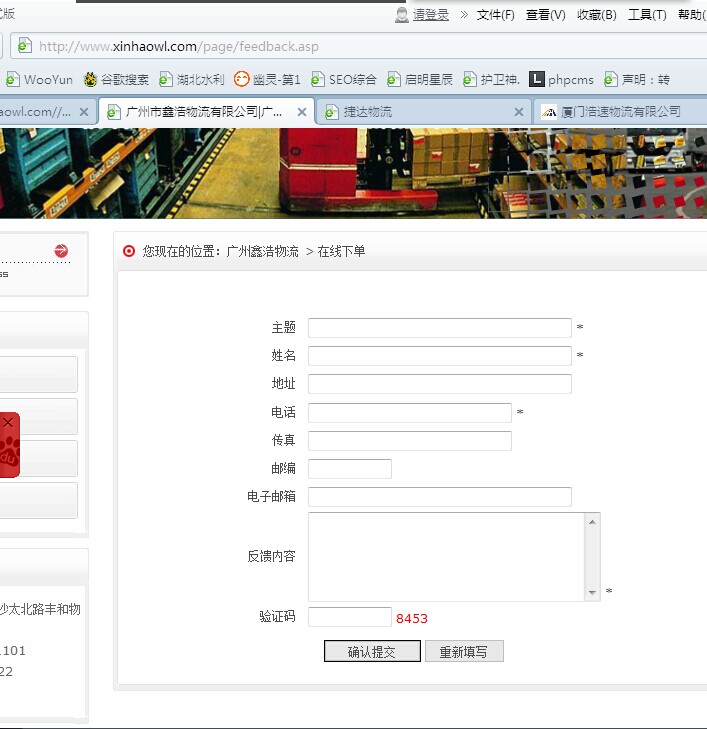 式版
请登录 » 文件(F) 查看(V) 收藏(B) 工具(T) 帮助(
http://www.xinhaowl.com/page/feedback.asp
WooYun 谷歌搜索 湖北水利 幽灵-第1 SEO综合 启明星辰 护卫神. L phpcms 声明：转
aowl.com//... 广州市鑫浩物流有限公司|广... 捷达物流 厦门浩速物流有限公司
您现在的位置：广州鑫浩物流 > 在线下单
ss
主题 *
姓名 *
地址
电话 *
传真
du
邮编
电子邮箱
反馈内容 *
沙太北路丰和物
验证码 8453
确认提交 重新填写
1101
22